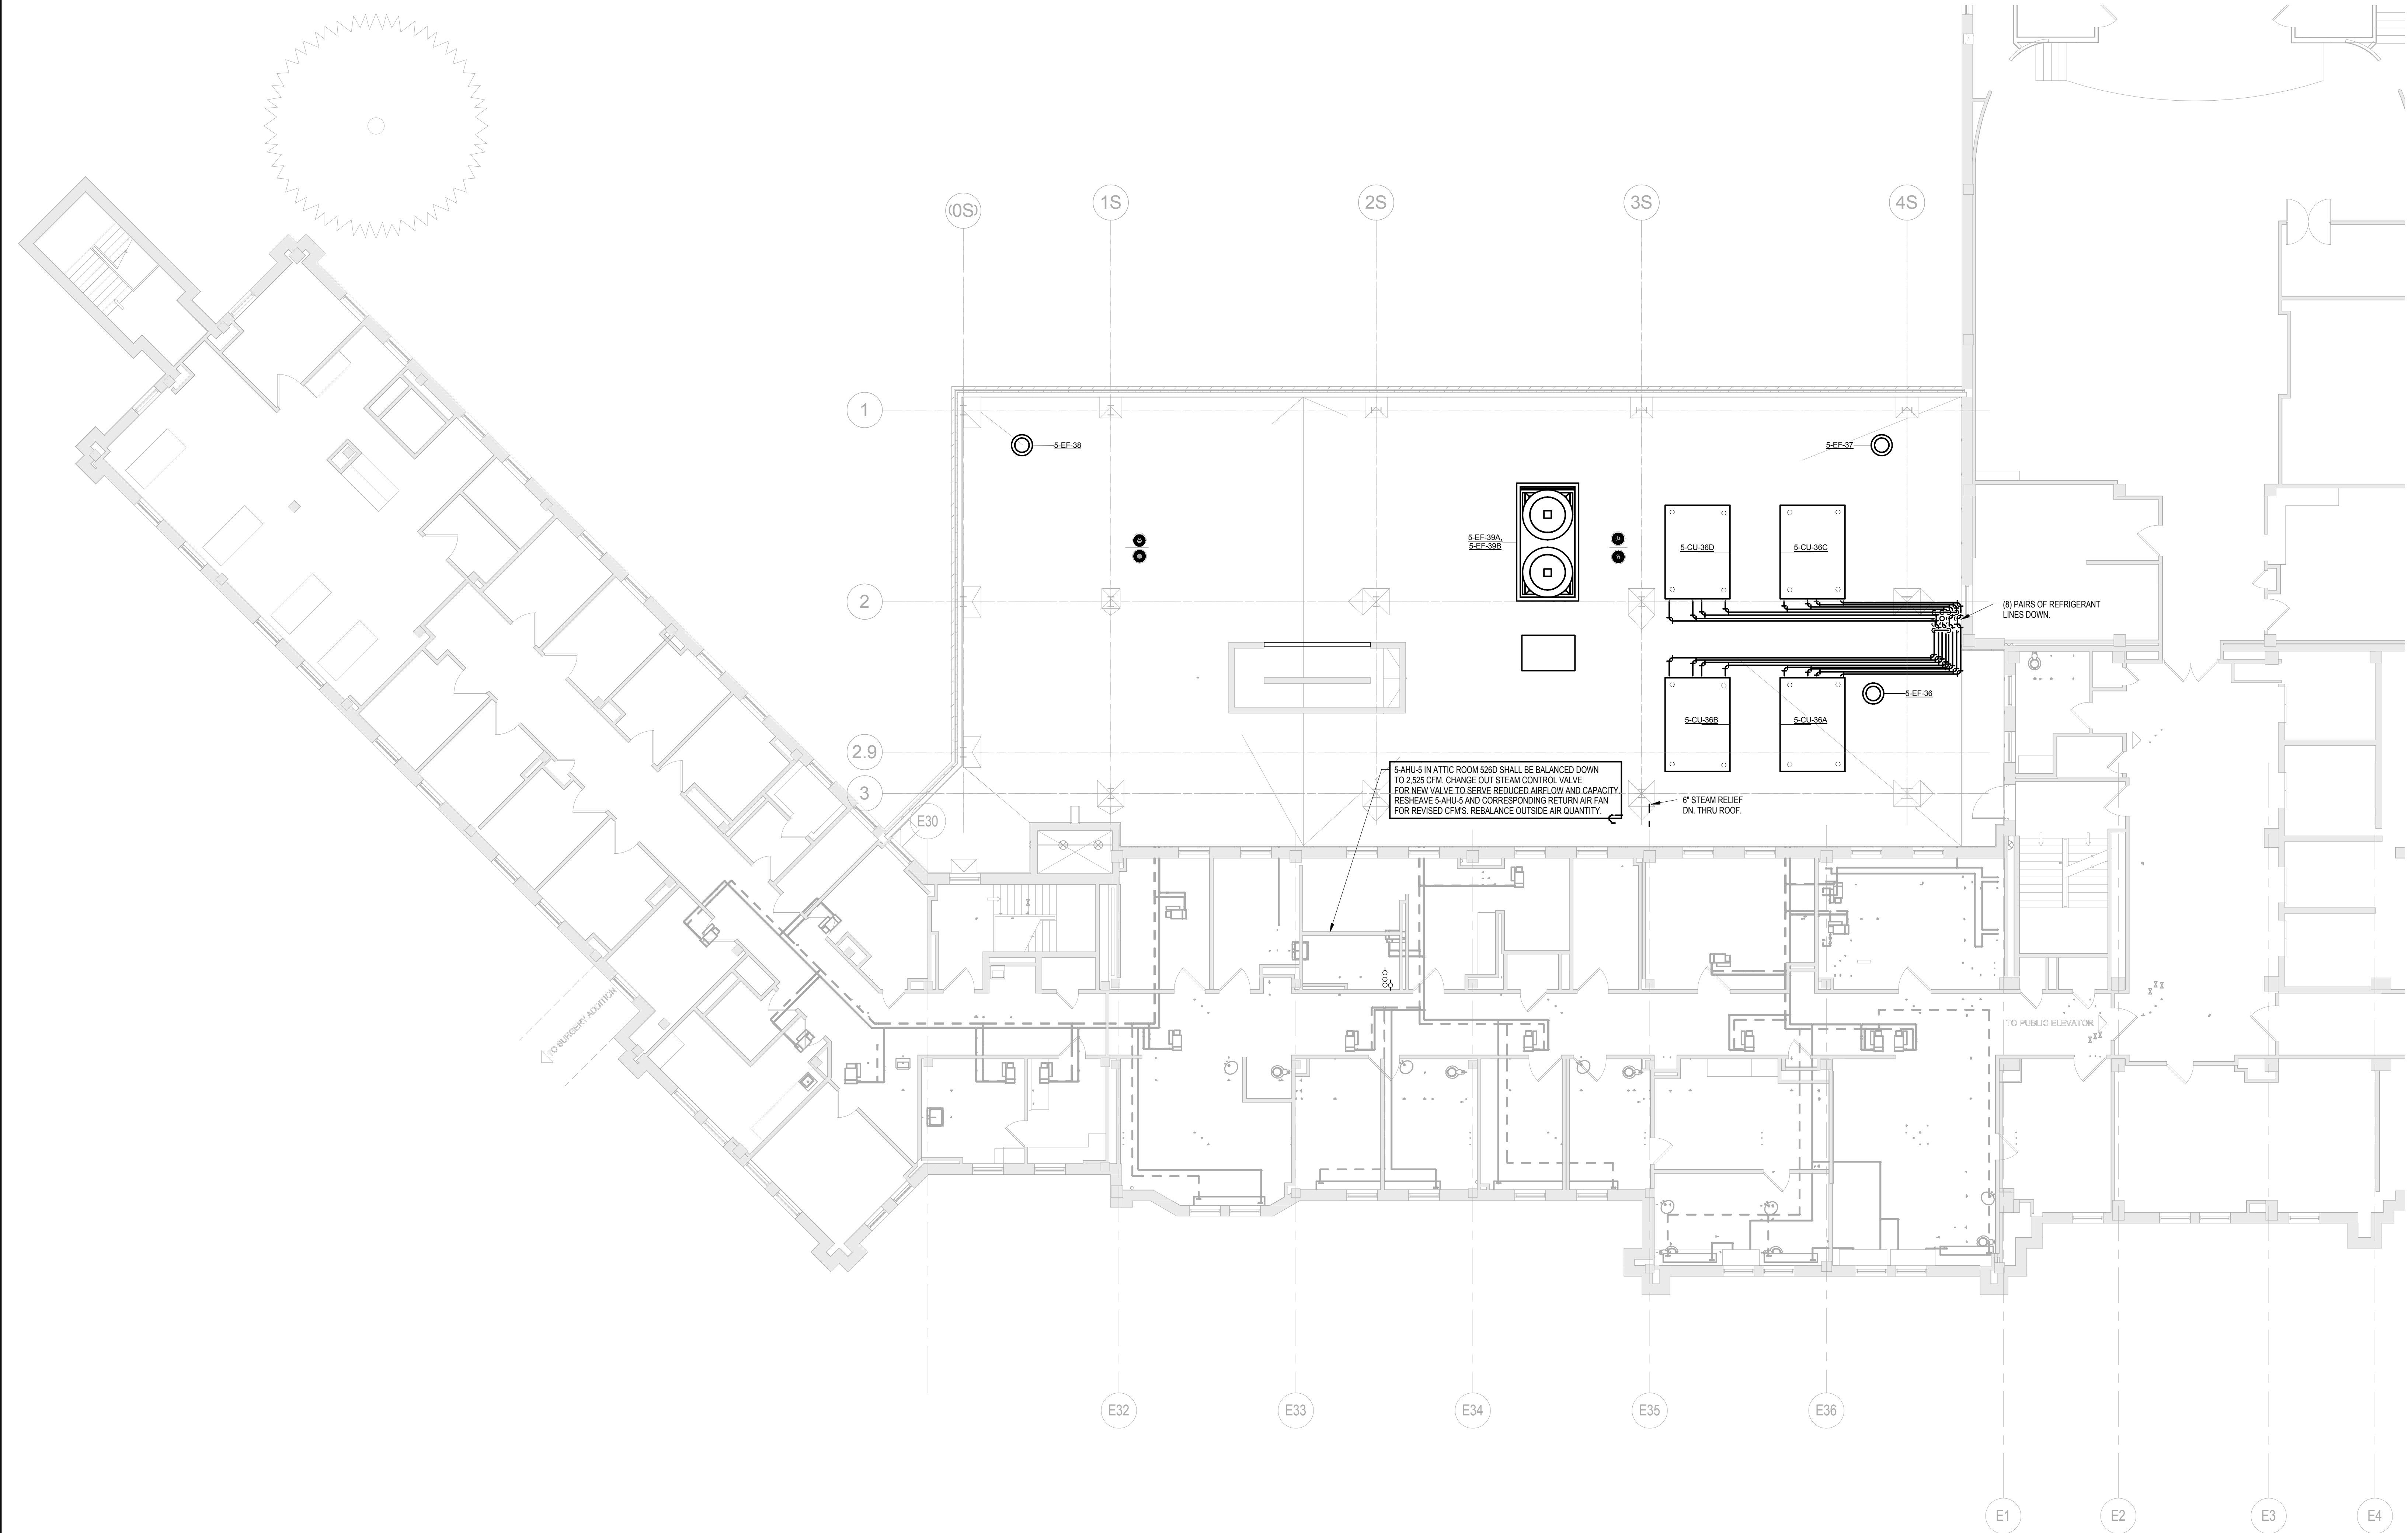 (0S)
1S
2S
3S
4S
1
5-EF-38
5-EF-37
5-EF-39A,
5-EF-39B
5-CU-36D
5-CU-36C
2
(8) PAIRS OF REFRIGERANT
LINES DOWN.
5-EF-36
5-CU-36B
5-CU-36A
2.9
3
5-AHU-5 IN ATTIC ROOM 526D SHALL BE BALANCED DOWN
TO 2,525 CFM. CHANGE OUT STEAM CONTROL VALVE
FOR NEW VALVE TO SERVE REDUCED AIRFLOW AND CAPACITY.
RESHEAVE 5-AHU-5 AND CORRESPONDING RETURN AIR FAN
FOR REVISED CFM'S. REBALANCE OUTSIDE AIR QUANTITY.
6" STEAM RELIEF
DN. THRU ROOF.
E30
TO SURGERY ADDITION
TO PUBLIC ELEVATOR
E32
E33
E34
E35
E36
E1
E2
E3
E4